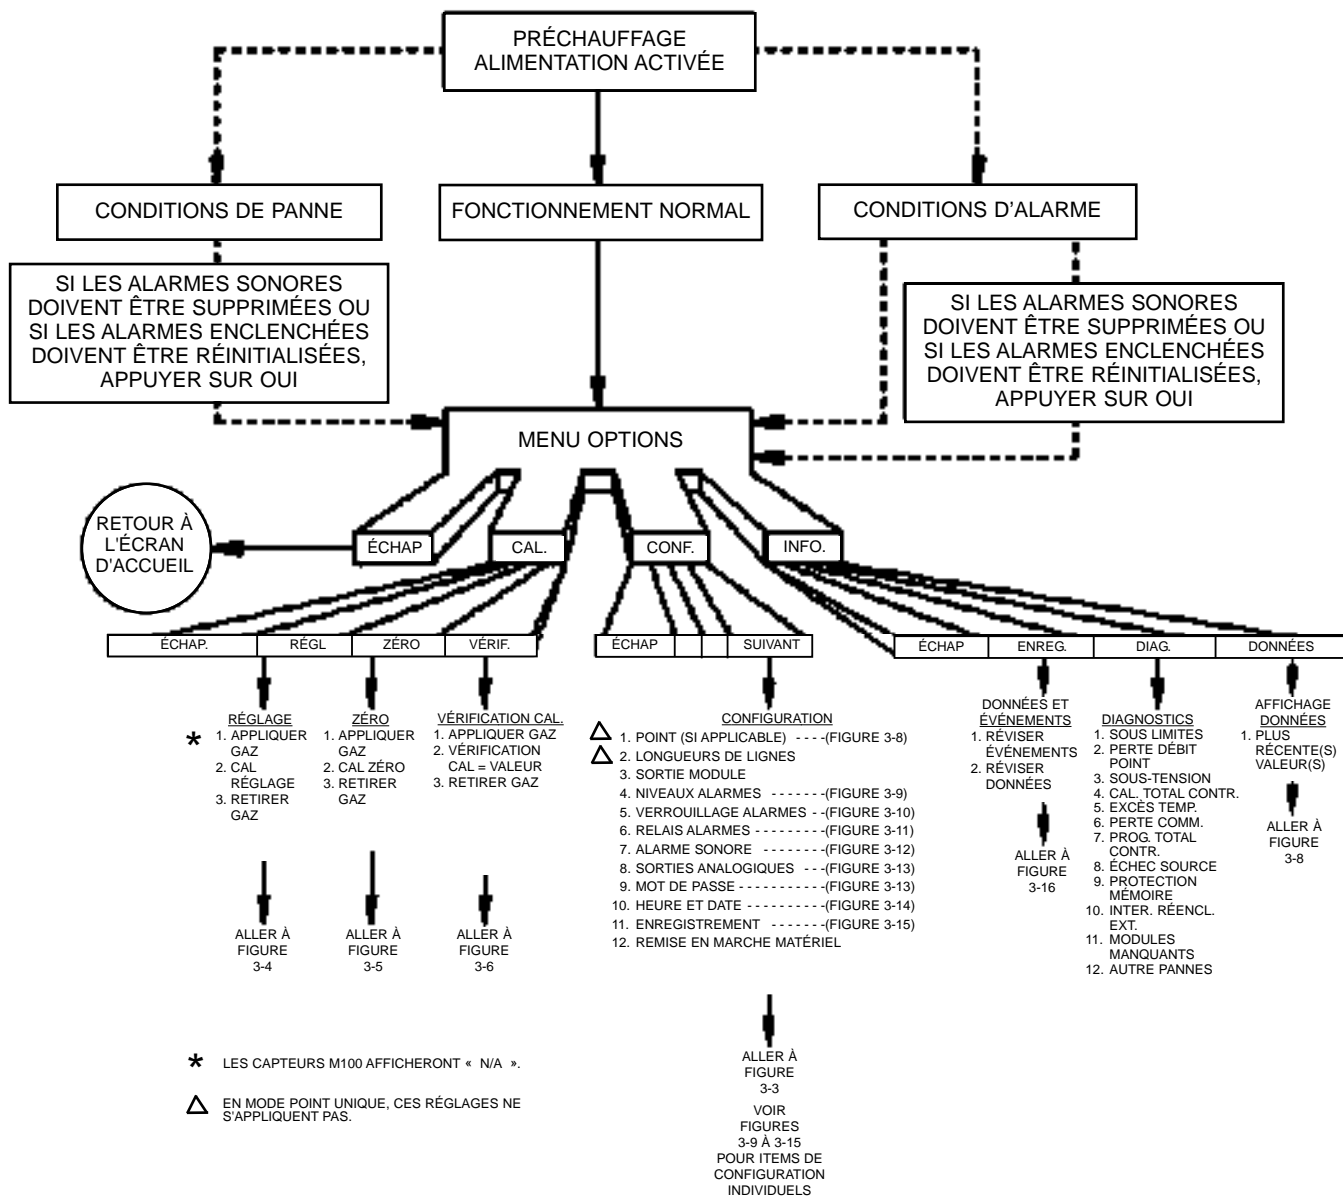 PRÉCHAUFFAGE
ALIMENTATION ACTIVÉE
CONDITIONS DE PANNE
FONCTIONNEMENT NORMAL
CONDITIONS D'ALARME
SI LES ALARMES SONORES
DOIVENT ÊTRE SUPPRIMÉES OU
SI LES ALARMES ENCLENCHÉES
DOIVENT ÊTRE RÉINITIALISÉES,
APPUYER SUR OUI
SI LES ALARMES SONORES
DOIVENT ÊTRE SUPPRIMÉES OU
SI LES ALARMES ENCLENCHÉES
DOIVENT ÊTRE RÉINITIALISÉES,
APPUYER SUR OUI
MENU OPTIONS
RETOUR À
L'ÉCRAN
D'ACCUEIL
ÉCHAP
CAL.
CONF.
INFO.
ÉCHAP.
RÉGL
ZÉRO
VÉRIF.
ÉCHAP
SUIVANT
ÉCHAP
ENREG.
DIAG.
DONNÉES
* RÉGLAGE
1. APPLIQUER
GAZ
2. CAL
RÉGLAGE
3. RETIRER
GAZ
ALLER À
FIGURE
3-4
ZÉRO
1. APPLIQUER
GAZ
2. CAL ZÉRO
3. RETIRER
GAZ
ALLER À
FIGURE
3-5
VÉRIFICATION CAL.
1. APPLIQUER GAZ
2. VÉRIFICATION
CAL = VALEUR
3. RETIRER GAZ
ALLER À
FIGURE
3-6
CONFIGURATION
△ 1. POINT (SI APPLICABLE) - - - -(FIGURE 3-8)
△ 2. LONGUEURS DE LIGNES
3. SORTIE MODULE
4. NIVEAUX ALARMES - - - - - - -(FIGURE 3-9)
5. VERROUILLAGE ALARMES - -(FIGURE 3-10)
6. RELAIS ALARMES - - - - - - - - -(FIGURE 3-11)
7. ALARME SONORE - - - - - - - - -(FIGURE 3-12)
8. SORTIES ANALOGIQUES - - -(FIGURE 3-13)
9. MOT DE PASSE - - - - - - - - - -(FIGURE 3-13)
10. HEURE ET DATE - - - - - - - - - -(FIGURE 3-14)
11. ENREGISTREMENT - - - - - - -(FIGURE 3-15)
12. REMISE EN MARCHE MATÉRIEL
ALLER À
FIGURE
3-3
VOIR
FIGURES
3-9 À 3-15
POUR ITEMS DE
CONFIGURATION
INDIVIDUELS
DONNÉES ET
ÉVÉNEMENTS
1. RÉVISER
ÉVÉNEMENTS
2. RÉVISER
DONNÉES
ALLER À
FIGURE
3-16
DIAGNOSTICS
1. SOUS LIMITES
2. PERTE DÉBIT
POINT
3. SOUS-TENSION
4. CAL. TOTAL CONTR.
5. EXCÈS TEMP.
6. PERTE COMM.
7. PROG. TOTAL
CONTR.
8. ÉCHEC SOURCE
9. PROTECTION
MÉMOIRE
10. INTER. RÉENCL.
EXT.
11. MODULES
MANQUANTS
12. AUTRE PANNES
AFFICHAGE
DONNÉES
1. PLUS
RÉCENTE(S)
VALEUR(S)
ALLER À
FIGURE
3-8
* LES CAPTEURS M100 AFFICHERONT « N/A ».
△ EN MODE POINT UNIQUE, CES RÉGLAGES NE
S'APPLIQUENT PAS.